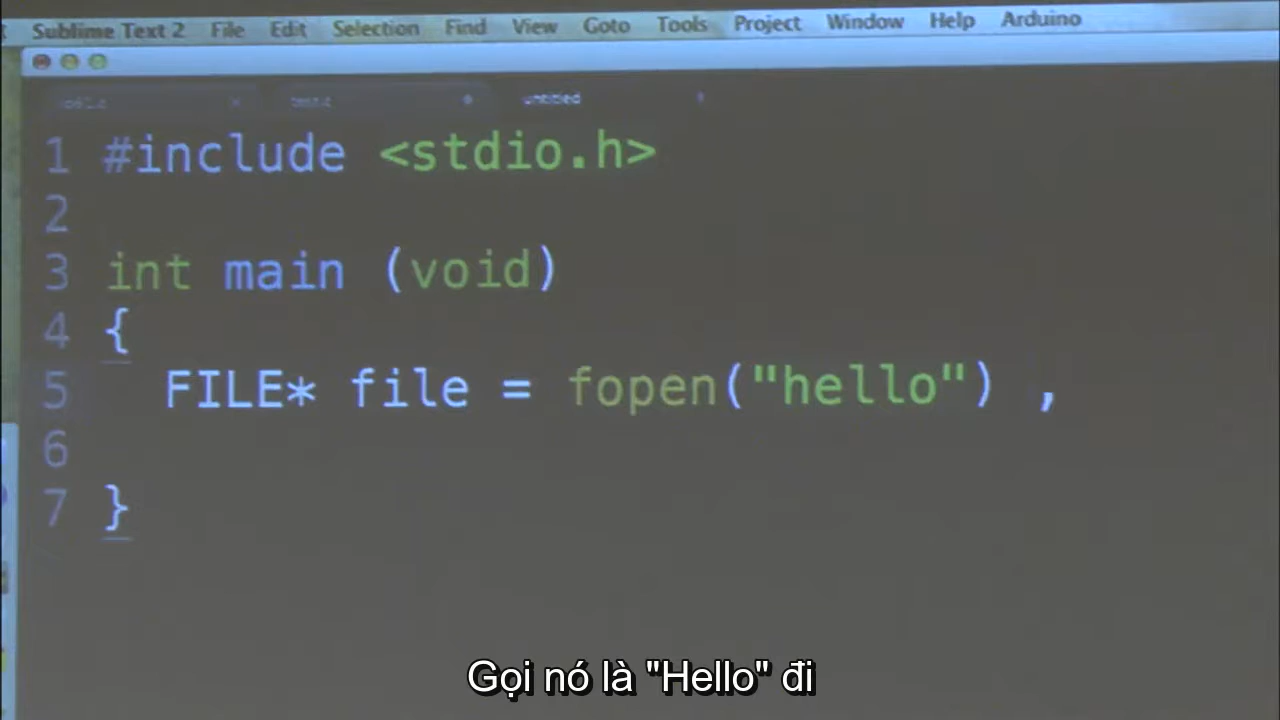 Sublime Text 2 File Edit Selection Find View Goto Tools Project Window Help Arduino
test.c untitled
1 #include <stdio.h>
2
3 int main (void)
4 {
5 FILE* file = fopen("hello") ,
6
7 }
Gọi nó là "Hello" đi